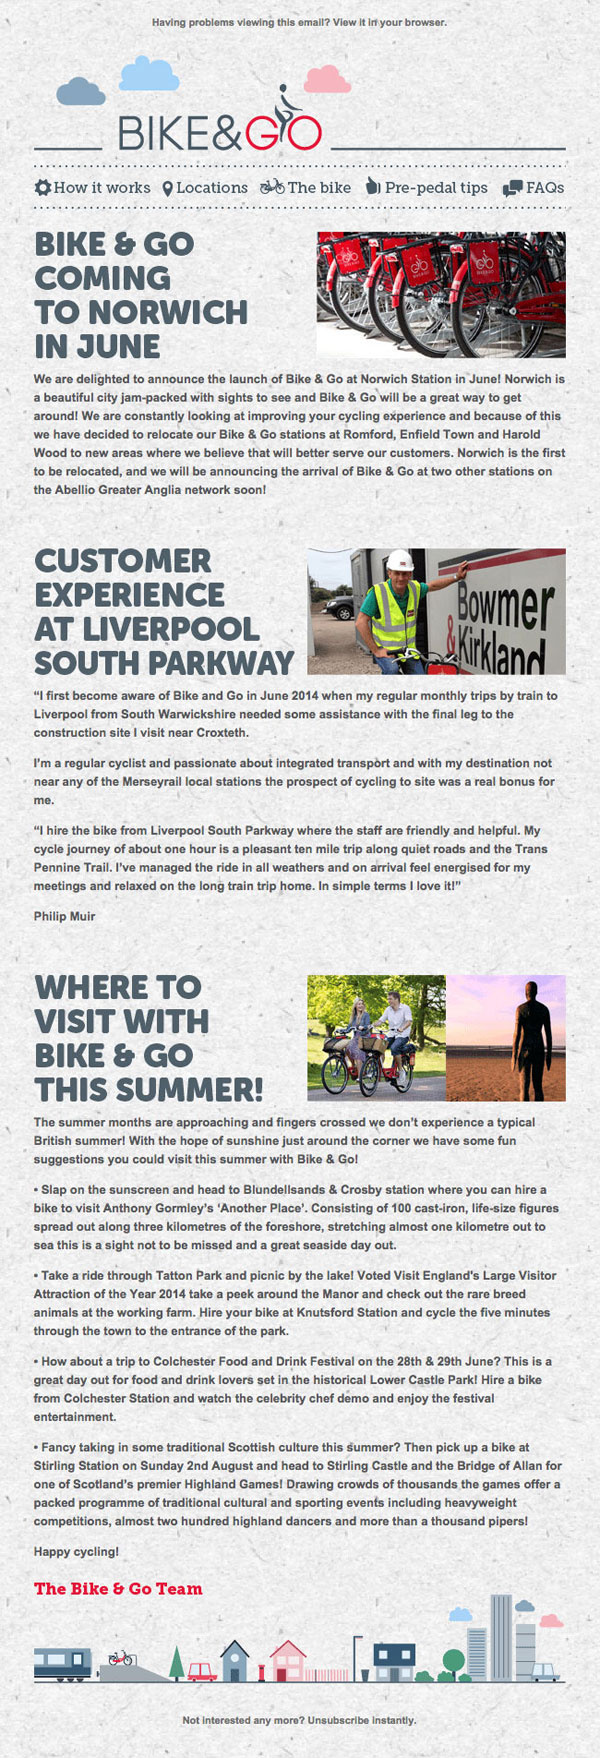 Having problems viewing this email? View it in your browser.
BIKE&GO
How it works Locations The bike Pre-pedal tips FAQs
BIKE & GO
COMING
TO NORWICH
IN JUNE
BIKE&GO
We are delighted to announce the launch of Bike & Go at Norwich Station in June! Norwich is
a beautiful city jam-packed with sights to see and Bike & Go will be a great way to get
around! We are constantly looking at improving your cycling experience and because of this
we have decided to relocate our Bike & Go stations at Romford, Enfield Town and Harold
Wood to new areas where we believe that will better serve our customers. Norwich is the first
to be relocated, and we will be announcing the arrival of Bike & Go at two other stations on
the Abellio Greater Anglia network soon!
CUSTOMER
EXPERIENCE
AT LIVERPOOL
SOUTH PARKWAY
Bowmer
& Kirkland
“I first become aware of Bike and Go in June 2014 when my regular monthly trips by train to
Liverpool from South Warwickshire needed some assistance with the final leg to the
construction site I visit near Croxteth.
I’m a regular cyclist and passionate about integrated transport and with my destination not
near any of the Merseyrail local stations the prospect of cycling to site was a real bonus for
me.
“I hire the bike from Liverpool South Parkway where the staff are friendly and helpful. My
cycle journey of about one hour is a pleasant ten mile trip along quiet roads and the Trans
Pennine Trail. I’ve managed the ride in all weathers and on arrival feel energised for my
meetings and relaxed on the long train trip home. In simple terms I love it!”
Philip Muir
WHERE TO
VISIT WITH
BIKE & GO
THIS SUMMER!
The summer months are approaching and fingers crossed we don’t experience a typical
British summer! With the hope of sunshine just around the corner we have some fun
suggestions you could visit this summer with Bike & Go!
• Slap on the sunscreen and head to Blundellsands & Crosby station where you can hire a
bike to visit Anthony Gormley’s ‘Another Place’. Consisting of 100 cast-iron, life-size figures
spread out along three kilometres of the foreshore, stretching almost one kilometre out to
sea this is a sight not to be missed and a great seaside day out.
• Take a ride through Tatton Park and picnic by the lake! Voted Visit England's Large Visitor
Attraction of the Year 2014 take a peek around the Manor and check out the rare breed
animals at the working farm. Hire your bike at Knutsford Station and cycle the five minutes
through the town to the entrance of the park.
• How about a trip to Colchester Food and Drink Festival on the 28th & 29th June? This is a
great day out for food and drink lovers set in the historical Lower Castle Park! Hire a bike
from Colchester Station and watch the celebrity chef demo and enjoy the festival
entertainment.
• Fancy taking in some traditional Scottish culture this summer? Then pick up a bike at
Stirling Station on Sunday 2nd August and head to Stirling Castle and the Bridge of Allan for
one of Scotland’s premier Highland Games! Drawing crowds of thousands the games offer a
packed programme of traditional cultural and sporting events including heavyweight
competitions, almost two hundred highland dancers and more than a thousand pipers!
Happy cycling!
The Bike & Go Team
Not interested any more? Unsubscribe instantly.